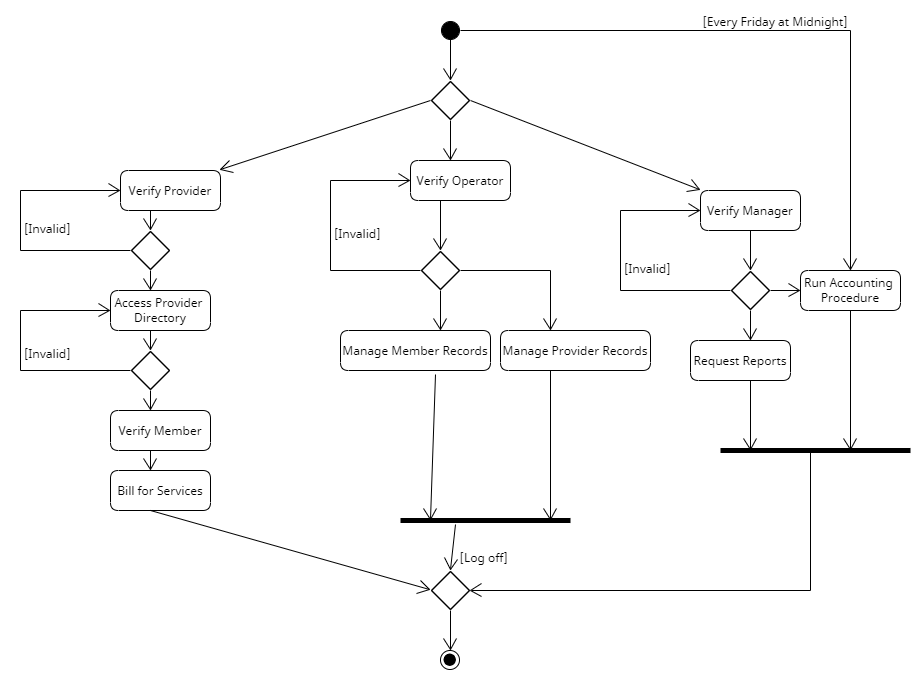 [Every Friday at Midnight]
Verify Provider
Verify Operator
Verify Manager
[Invalid]
[Invalid]
[Invalid]
Access Provider
Directory
Run Accounting
Procedure
[Invalid]
Manage Member Records
Manage Provider Records
Request Reports
Verify Member
Bill for Services
[Log off]